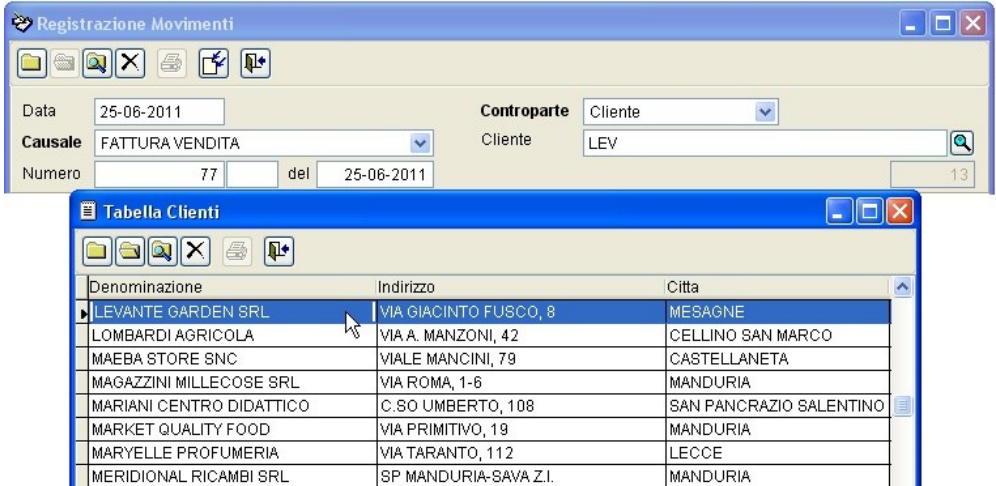 Registrazione Movimenti
Data 25-06-2011 Controparte Cliente
Causale FATTURA VENDITA Cliente LEV
Numero 77 del 25-06-2011 13
Tabella Clienti
Denominazione Indirizzo Citta
LEVANTE GARDEN SRL VIA GIACINTO FUSCO, 8 MESAGNE
LOMBARDI AGRICOLA VIA A. MANZONI, 42 CELLINO SAN MARCO
MAEBA STORE SNC VIALE MANCINI, 79 CASTELLANETA
MAGAZZINI MILLECOSE SRL VIA ROMA, 1-6 MANDURIA
MARIANI CENTRO DIDATTICO C.SO UMBERTO, 108 SAN PANCRAZIO SALENTINO
MARKET QUALITY FOOD VIA PRIMITIVO, 19 MANDURIA
MARYELLE PROFUMERIA VIA TARANTO, 112 LECCE
MERIDIONAL RICAMBI SRL SP MANDURIA-SAVA Z.I. MANDURIA